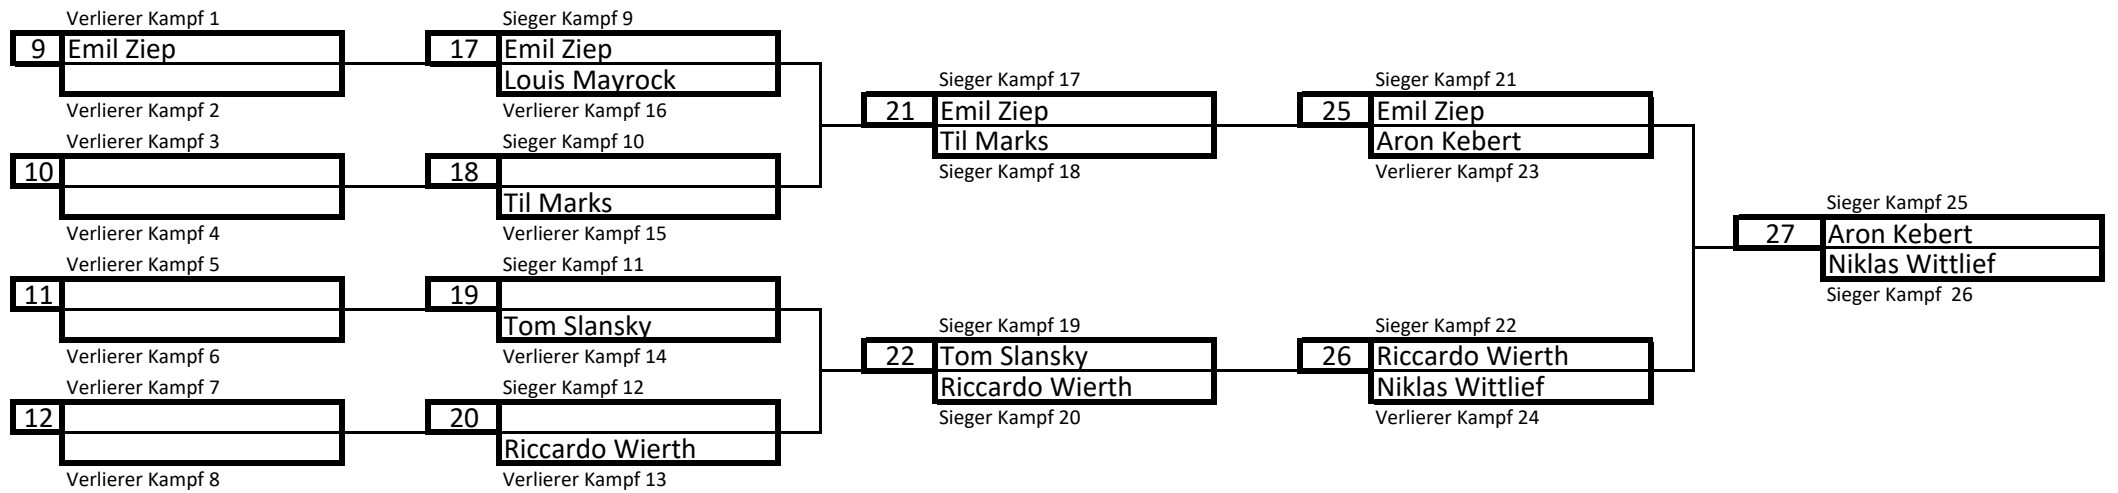 Verlierer Kampf 1
9 Emil Ziep
Verlierer Kampf 2
Verlierer Kampf 3
10
Verlierer Kampf 4
Verlierer Kampf 5
11
Verlierer Kampf 6
Verlierer Kampf 7
12
Verlierer Kampf 8
Sieger Kampf 9
17 Emil Ziep
Louis Mayrock
Verlierer Kampf 16
Sieger Kampf 10
18
Til Marks
Verlierer Kampf 15
Sieger Kampf 11
19
Tom Slansky
Verlierer Kampf 14
Sieger Kampf 12
20
Riccardo Wierth
Verlierer Kampf 13
Sieger Kampf 17
21 Emil Ziep
Til Marks
Sieger Kampf 18
Sieger Kampf 19
22 Tom Slansky
Riccardo Wierth
Sieger Kampf 20
Sieger Kampf 21
25 Emil Ziep
Aron Kebert
Verlierer Kampf 23
Sieger Kampf 22
26 Riccardo Wierth
Niklas Wittlief
Verlierer Kampf 24
Sieger Kampf 25
27 Aron Kebert
Niklas Wittlief
Sieger Kampf 26